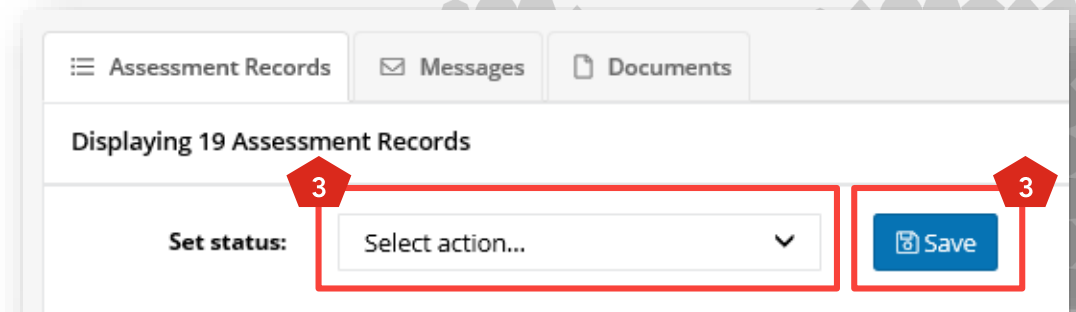 Assessment Records Messages Documents
Displaying 19 Assessment Records
3 3
Set status: Select action... Save